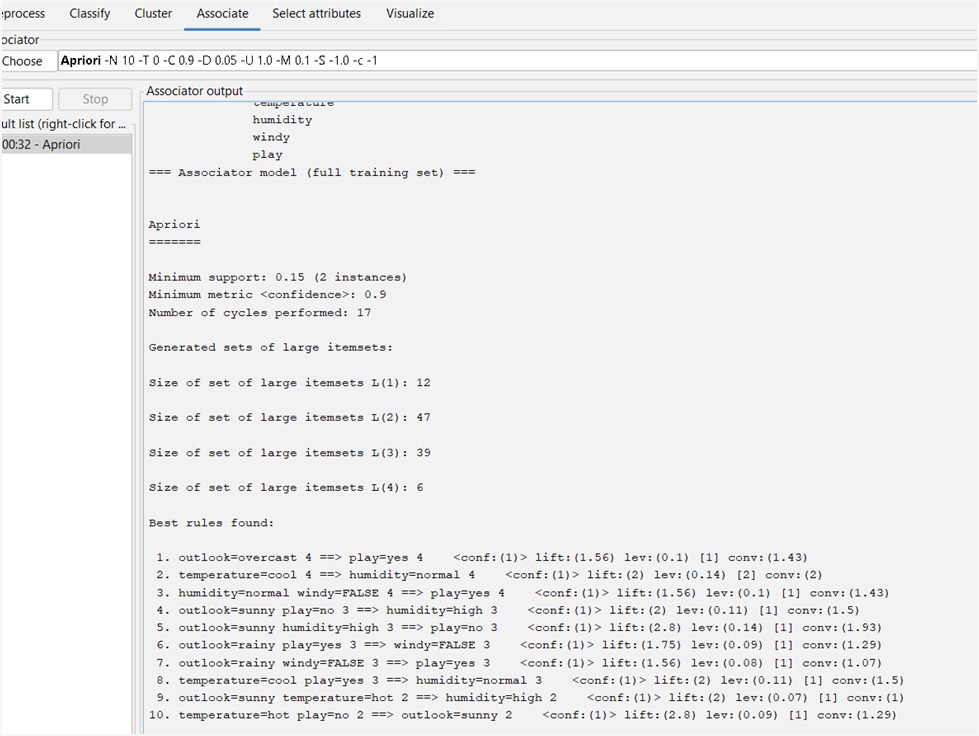 process Classify Cluster Associate Select attributes Visualize
ociator
Choose Apriori -N 10 -T 0 -C 0.9 -D 0.05 -U 1.0 -M 0.1 -S -1.0 -c -1
Start Stop
ult list (right-click for ...
00:32 - Apriori
Associator output
temperature
humidity
windy
play
=== Associator model (full training set) ===
Apriori
=======
Minimum support: 0.15 (2 instances)
Minimum metric <confidence>: 0.9
Number of cycles performed: 17
Generated sets of large itemsets:
Size of set of large itemsets L(1): 12
Size of set of large itemsets L(2): 47
Size of set of large itemsets L(3): 39
Size of set of large itemsets L(4): 6
Best rules found:
1. outlook=overcast 4 ==> play=yes 4 <conf:(1)> lift:(1.56) lev:(0.1) [1] conv:(1.43)
2. temperature=cool 4 ==> humidity=normal 4 <conf:(1)> lift:(2) lev:(0.14) [2] conv:(2)
3. humidity=normal windy=FALSE 4 ==> play=yes 4 <conf:(1)> lift:(1.56) lev:(0.1) [1] conv:(1.43)
4. outlook=sunny play=no 3 ==> humidity=high 3 <conf:(1)> lift:(2) lev:(0.11) [1] conv:(1.5)
5. outlook=sunny humidity=high 3 ==> play=no 3 <conf:(1)> lift:(2.8) lev:(0.14) [1] conv:(1.93)
6. outlook=rainy play=yes 3 ==> windy=FALSE 3 <conf:(1)> lift:(1.75) lev:(0.09) [1] conv:(1.29)
7. outlook=rainy windy=FALSE 3 ==> play=yes 3 <conf:(1)> lift:(1.56) lev:(0.08) [1] conv:(1.07)
8. temperature=cool play=yes 3 ==> humidity=normal 3 <conf:(1)> lift:(2) lev:(0.11) [1] conv:(1.5)
9. outlook=sunny temperature=hot 2 ==> humidity=high 2 <conf:(1)> lift:(2) lev:(0.07) [1] conv:(1)
10. temperature=hot play=no 2 ==> outlook=sunny 2 <conf:(1)> lift:(2.8) lev:(0.09) [1] conv:(1.29)